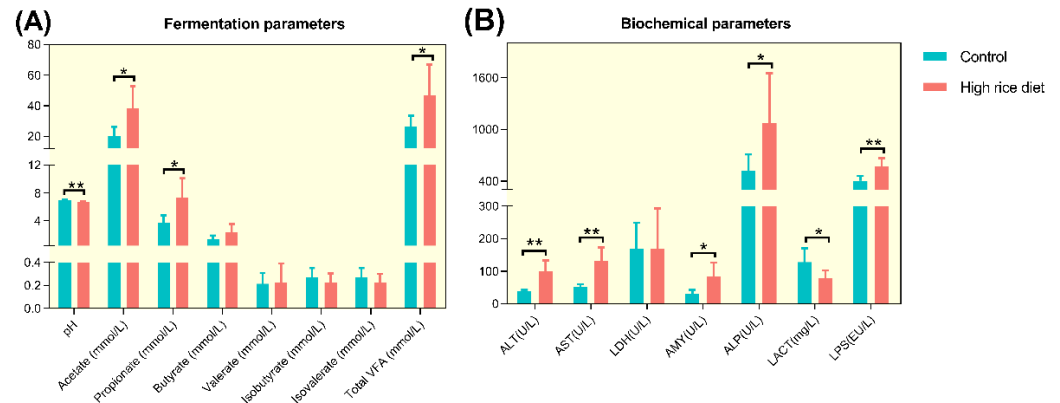 (A)
Fermentation parameters
80
60
40
20
12
8
4
0.4
0.2
0.0
*
*
*
**
pH
Acetate (mmol/L)
Propionate (mmol/L)
Butyrate (mmol/L)
Valerate (mmol/L)
Isobutyrate (mmol/L)
Isovalerate (mmol/L)
Total VFA (mmol/L)
(B)
Biochemical parameters
1600
1000
400
300
200
100
0
**
**
*
*
*
**
ALT(U/L)
AST(U/L)
LDH(U/L)
AMY(U/L)
ALP(U/L)
LACT(mg/L)
LPS(EU/L)
Control
High rice diet